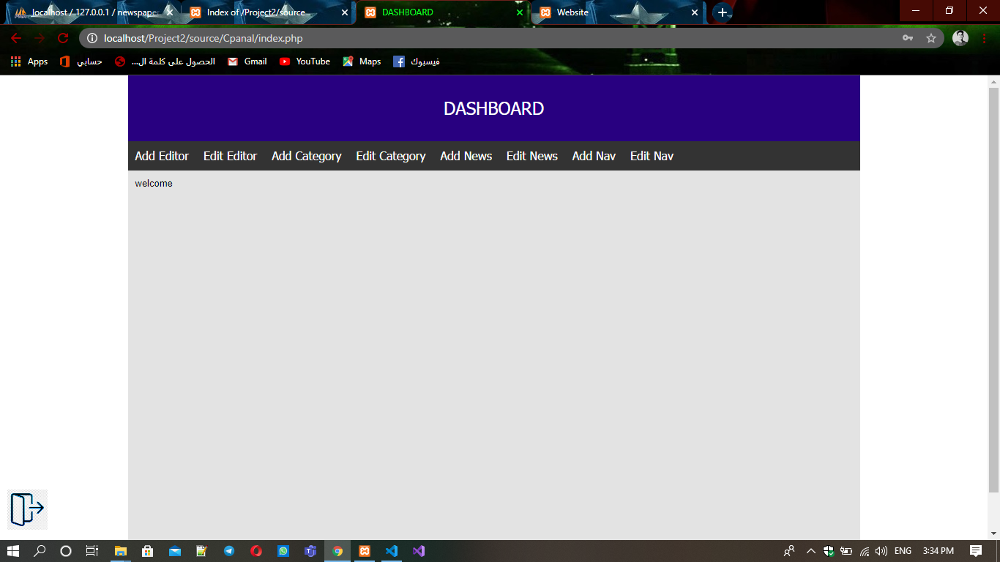 localhost / 127.0.0.1 / newspaper
Index of /Project2/source
DASHBOARD
Website
localhost/Project2/source/Cpanal/index.php
Apps
حسابي
الحصول على كلمة ال...
Gmail
YouTube
Maps
فيسبوك
DASHBOARD
Add Editor Edit Editor Add Category Edit Category Add News Edit News Add Nav Edit Nav
welcome
ENG 3:34 PM